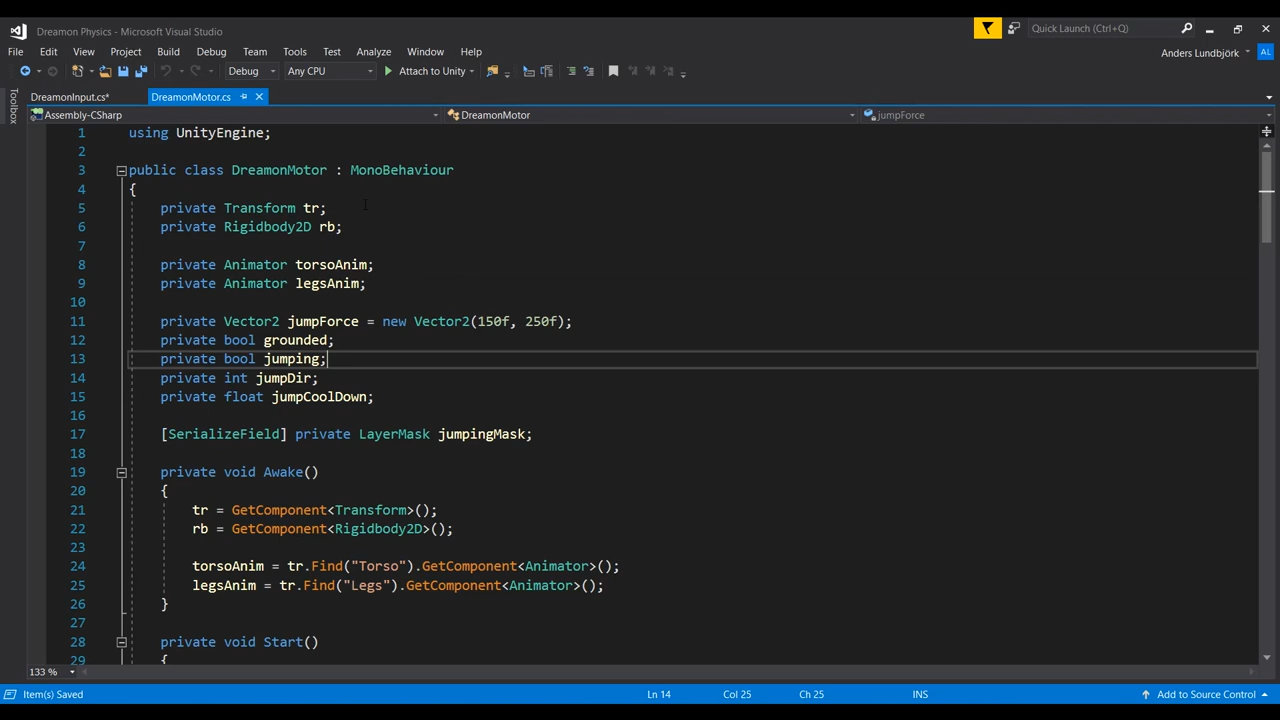 Dreamon Physics - Microsoft Visual Studio
Quick Launch (Ctrl+Q)
File Edit View Project Build Debug Team Tools Test Analyze Window Help
Anders Lundbjörk AL
Debug Any CPU Attach to Unity
Toolbox
DreamonInput.cs* DreamonMotor.cs
Assembly-CSharp DreamonMotor jumpForce
1 using UnityEngine;
2
3 public class DreamonMotor : MonoBehaviour
4 {
5 private Transform tr;
6 private Rigidbody2D rb;
7
8 private Animator torsoAnim;
9 private Animator legsAnim;
10
11 private Vector2 jumpForce = new Vector2(150f, 250f);
12 private bool grounded;
13 private bool jumping;
14 private int jumpDir;
15 private float jumpCoolDown;
16
17 [SerializeField] private LayerMask jumpingMask;
18
19 private void Awake()
20 {
21 tr = GetComponent<Transform>();
22 rb = GetComponent<Rigidbody2D>();
23
24 torsoAnim = tr.Find("Torso").GetComponent<Animator>();
25 legsAnim = tr.Find("Legs").GetComponent<Animator>();
26 }
27
28 private void Start()
29 {
133 %
Item(s) Saved Ln 14 Col 25 Ch 25 INS Add to Source Control